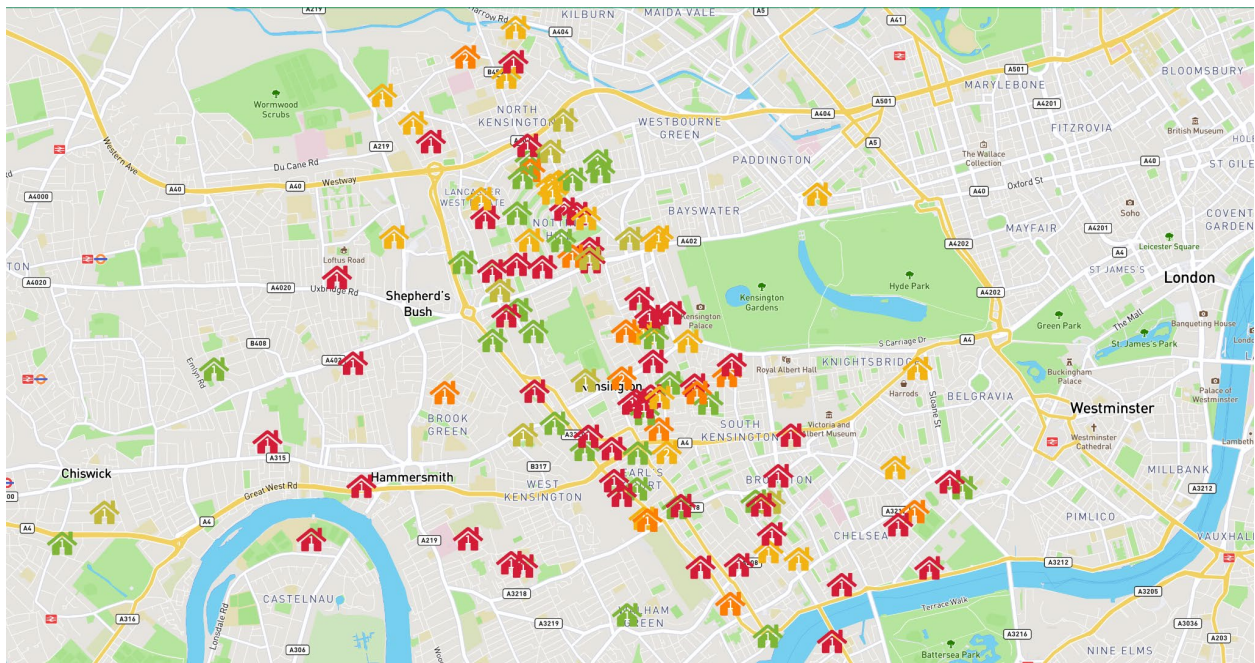 A219
KILBURN
MAIDA VALE
A5
A41
A404
A501
BLOOMSBURY
Wormwood
Scrubs
MARYLEBONE
A4201
NORTH
KENSINGTON
WESTBOURNE
GREEN
A404
A501
FITZROVIA
British Museum
Western Ave
A219
A5
The Wallace
Collection
Du Cane Rd
PADDINGTON
A40
ST GILE
A4000
A40
A40
Westway
A40
Oxford St
LANCASTER
BAYSWATER
Soho
MAYFAIR
A4201
COVENT
GARDEN
A402
A4202
Leicester Square
Loftus Road
ST JAMES'S
A4020
Uxbridge Rd
A4020
Hyde Park
London
Shepherd's
Bush
Kensington
Gardens
Kensington
Palace
A4202
Green Park
The Mall
Banqueting House
B408
S Carriage Dr
A4
St James's Park
Emlyn Rd
Royal Albert Hall
KNIGHTSBRIDGE
Buckingham
Palace
Palace of
Westminster
Kensington
Harrods
Sloane St
BELGRAVIA
Westminster
BROOK
GREEN
SOUTH
KENSINGTON
Victoria and
Albert Museum
Westminster
Cathedral
A4
A315
Chiswick
B317
Hammersmith
WEST
KENSINGTON
MILLBANK
Great West Rd
A3212
A4
A4
PIMLICO
A219
CHELSEA
VAUXHALL
A3212
A3218
A3205
Lonsdale Rd
CASTELNAU
Terrace Walk
A316
A3219
A3216
A3036
A203
A306
Battersea Park
NINE ELMS